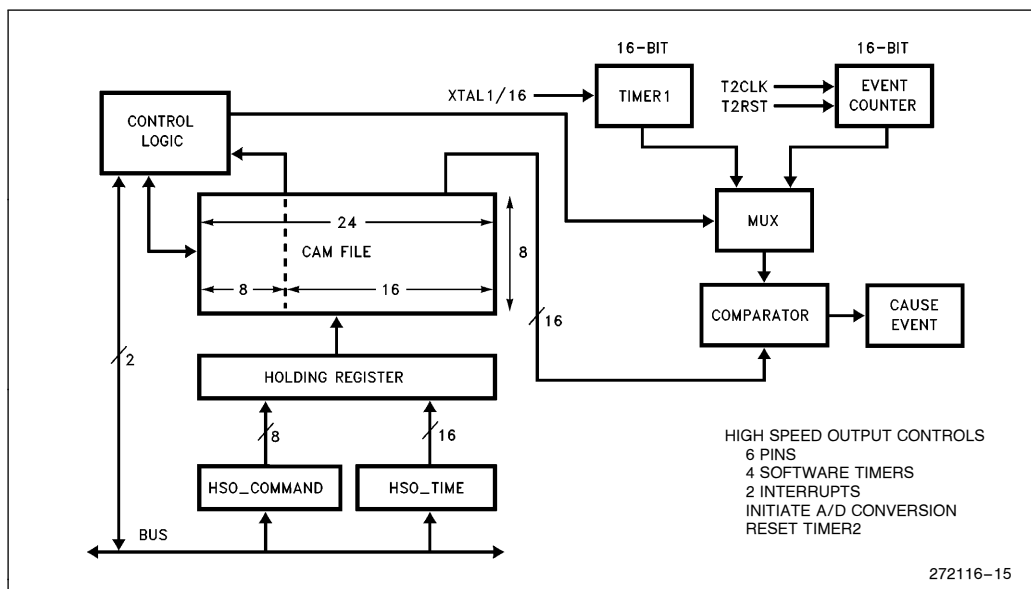 16-BIT
16-BIT
XTAL1/16
TIMER1
T2CLK
T2RST
EVENT
COUNTER
CONTROL
LOGIC
24
CAM FILE
8
16
8
MUX
16
COMPARATOR
CAUSE
EVENT
2
HOLDING REGISTER
8
16
HSO_COMMAND
HSO_TIME
BUS
HIGH SPEED OUTPUT CONTROLS
6 PINS
4 SOFTWARE TIMERS
2 INTERRUPTS
INITIATE A/D CONVERSION
RESET TIMER2
272116-15